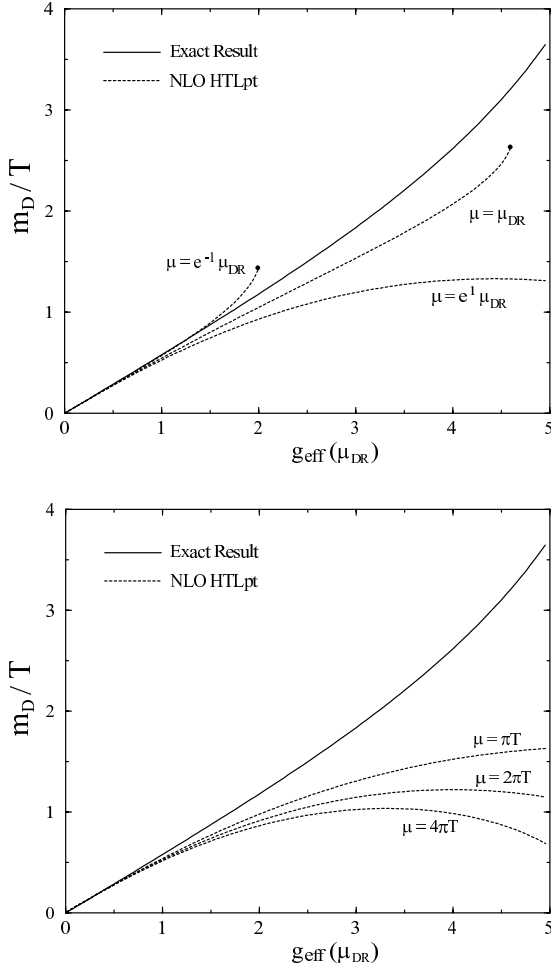 4
Exact Result
NLO HTLpt
3
m_D / T
2
μ = e⁻¹ μ_DR
μ = μ_DR
1
μ = e¹ μ_DR
0
0 1 2 3 4 5
g_eff (μ_DR)
4
Exact Result
NLO HTLpt
3
m_D / T
2
μ = πT
μ = 2πT
1
μ = 4πT
0
0 1 2 3 4 5
g_eff (μ_DR)